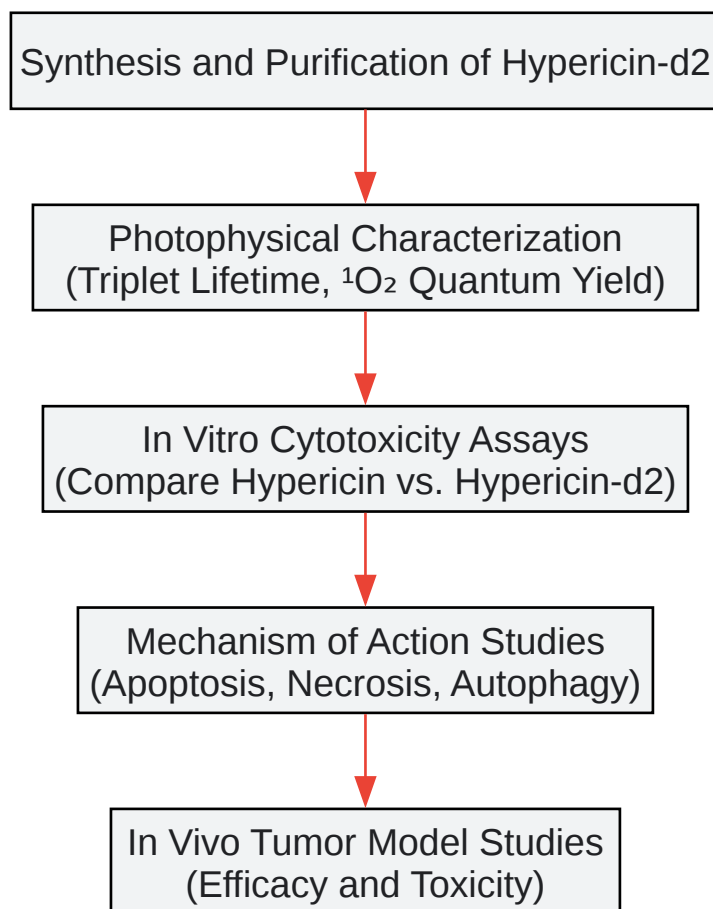 Synthesis and Purification of Hypericin-d2
Photophysical Characterization
(Triplet Lifetime, ¹O₂ Quantum Yield)
In Vitro Cytotoxicity Assays
(Compare Hypericin vs. Hypericin-d2)
Mechanism of Action Studies
(Apoptosis, Necrosis, Autophagy)
In Vivo Tumor Model Studies
(Efficacy and Toxicity)